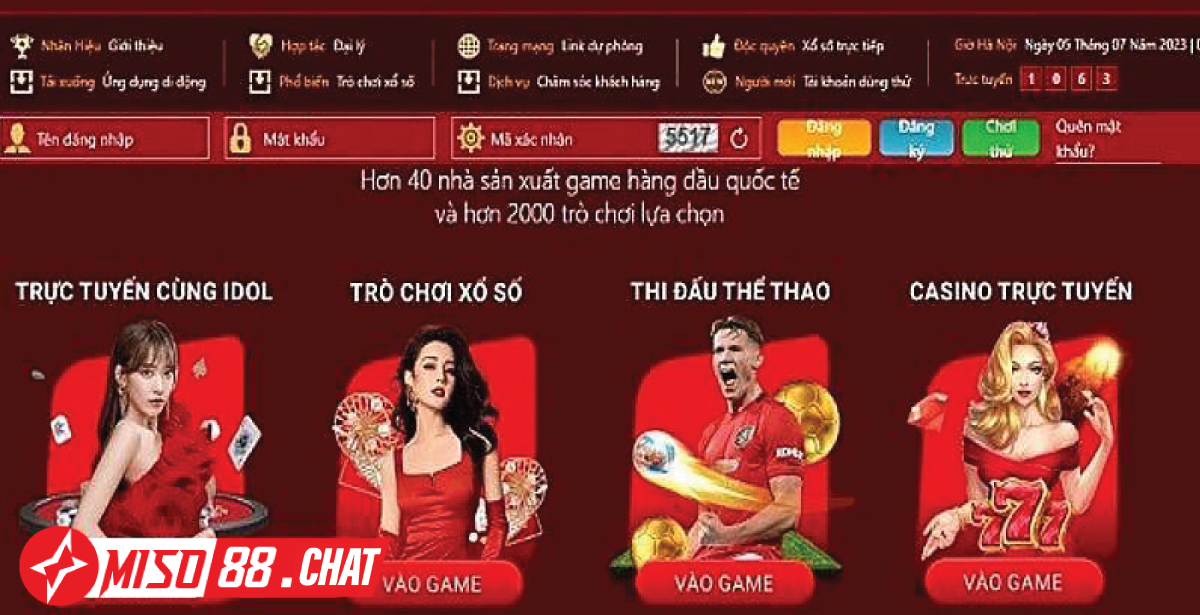 Nhãn Hiệu Giới thiệu
Hợp tác Đại lý
Trang mạng Link dự phòng
Độc quyền Xổ số trực tiếp
Giờ Hà Nội Ngày 05 Tháng 07 Năm 2023 |
Tải xuống Ứng dụng di động
Phổ biến Trò chơi xổ số
Dịch vụ Chăm sóc khách hàng
NEW
Người mới Tài khoản dùng thử
Trực tuyến 1 0 6 3
Tên đăng nhập
Mật khẩu
Mã xác nhận
5517
Đăng
nhập
Đăng
ký
Chơi
thử
Quên mật
khẩu?
Hơn 40 nhà sản xuất game hàng đầu quốc tế
và hơn 2000 trò chơi lựa chọn
TRỰC TUYẾN CÙNG IDOL
TRÒ CHƠI XỔ SỐ
THI ĐẤU THỂ THAO
CASINO TRỰC TUYẾN
777
MISO88.CHAT
VÀO GAME
VÀO GAME
VÀO GAME